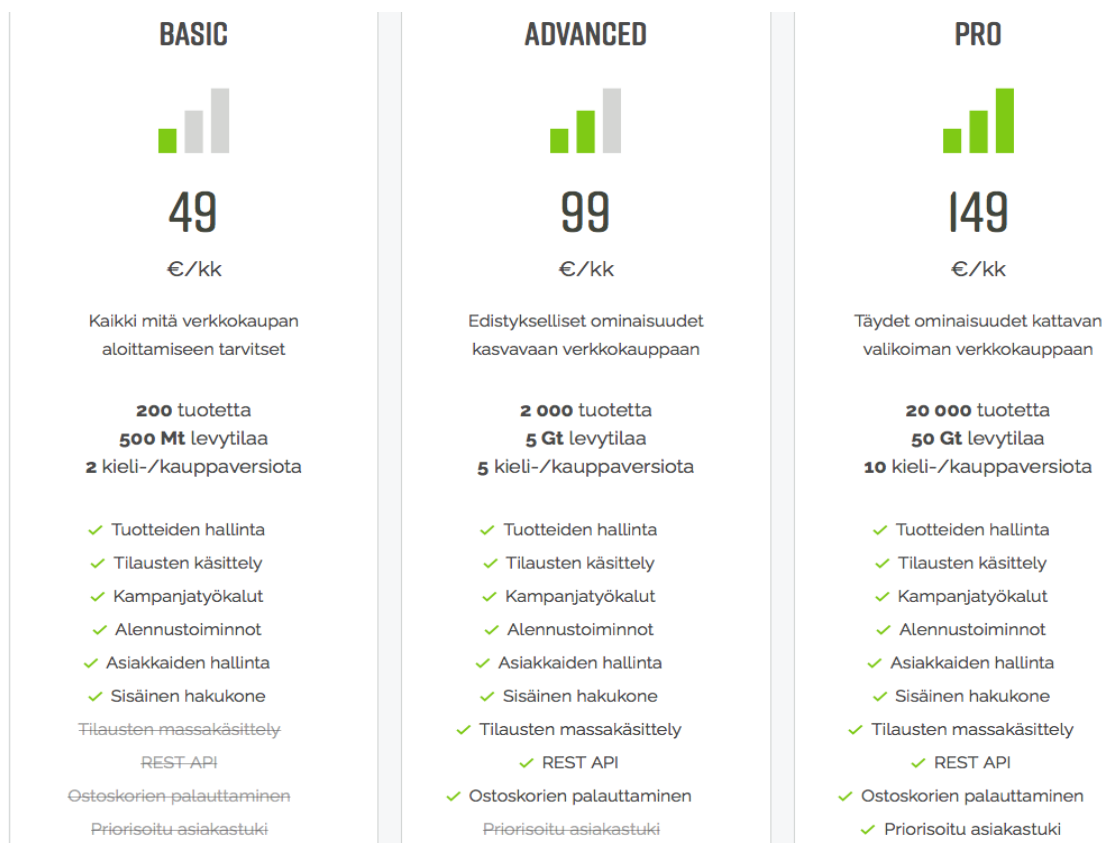 BASIC
49
€/kk
Kaikki mitä verkkokaupan
aloittamiseen tarvitset
200 tuotetta
500 Mt levytilaa
2 kieli-/kauppaversiota
Tuotteiden hallinta
Tilausten käsittely
Kampanjatyökalut
Alennustoiminnot
Asiakkaiden hallinta
Sisäinen hakukone
Tilausten massakäsittely
REST API
Ostoskorien palauttaminen
Priorisoitu asiakastuki
ADVANCED
99
€/kk
Edistykselliset ominaisuudet
kasvavaan verkkokauppaan
2 000 tuotetta
5 Gt levytilaa
5 kieli-/kauppaversiota
Tuotteiden hallinta
Tilausten käsittely
Kampanjatyökalut
Alennustoiminnot
Asiakkaiden hallinta
Sisäinen hakukone
Tilausten massakäsittely
REST API
Ostoskorien palauttaminen
Priorisoitu asiakastuki
PRO
149
€/kk
Täydet ominaisuudet kattavan
valikoiman verkkokauppaan
20 000 tuotetta
50 Gt levytilaa
10 kieli-/kauppaversiota
Tuotteiden hallinta
Tilausten käsittely
Kampanjatyökalut
Alennustoiminnot
Asiakkaiden hallinta
Sisäinen hakukone
Tilausten massakäsittely
REST API
Ostoskorien palauttaminen
Priorisoitu asiakastuki